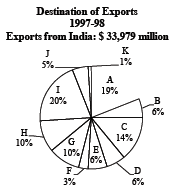 Destination of Exports
1997-98
Exports from India: $ 33,979 million
J
5%
K
1%
A
19%
I
20%
B
6%
C
14%
H
10%
G
10%
E
6%
D
6%
F
3%